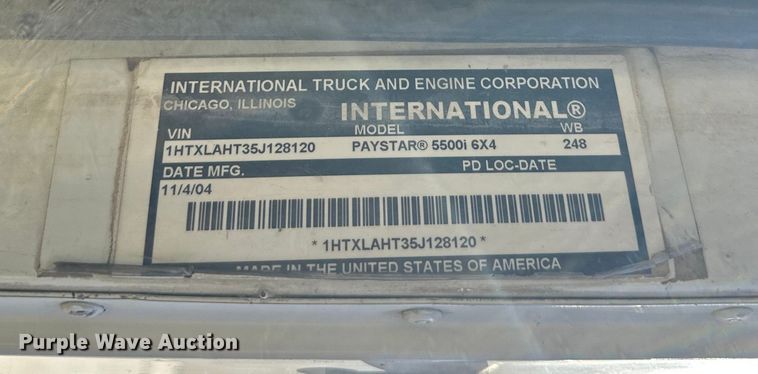 INTERNATIONAL TRUCK AND ENGINE CORPORATION
CHICAGO, ILLINOIS
INTERNATIONAL®
VIN MODEL WB
1HTXLAHT35J128120 PAYSTAR® 5500i 6X4 248
DATE MFG. PD LOC-DATE
11/4/04
* 1HTXLAHT35J128120 *
MADE IN THE UNITED STATES OF AMERICA
Purple Wave Auction